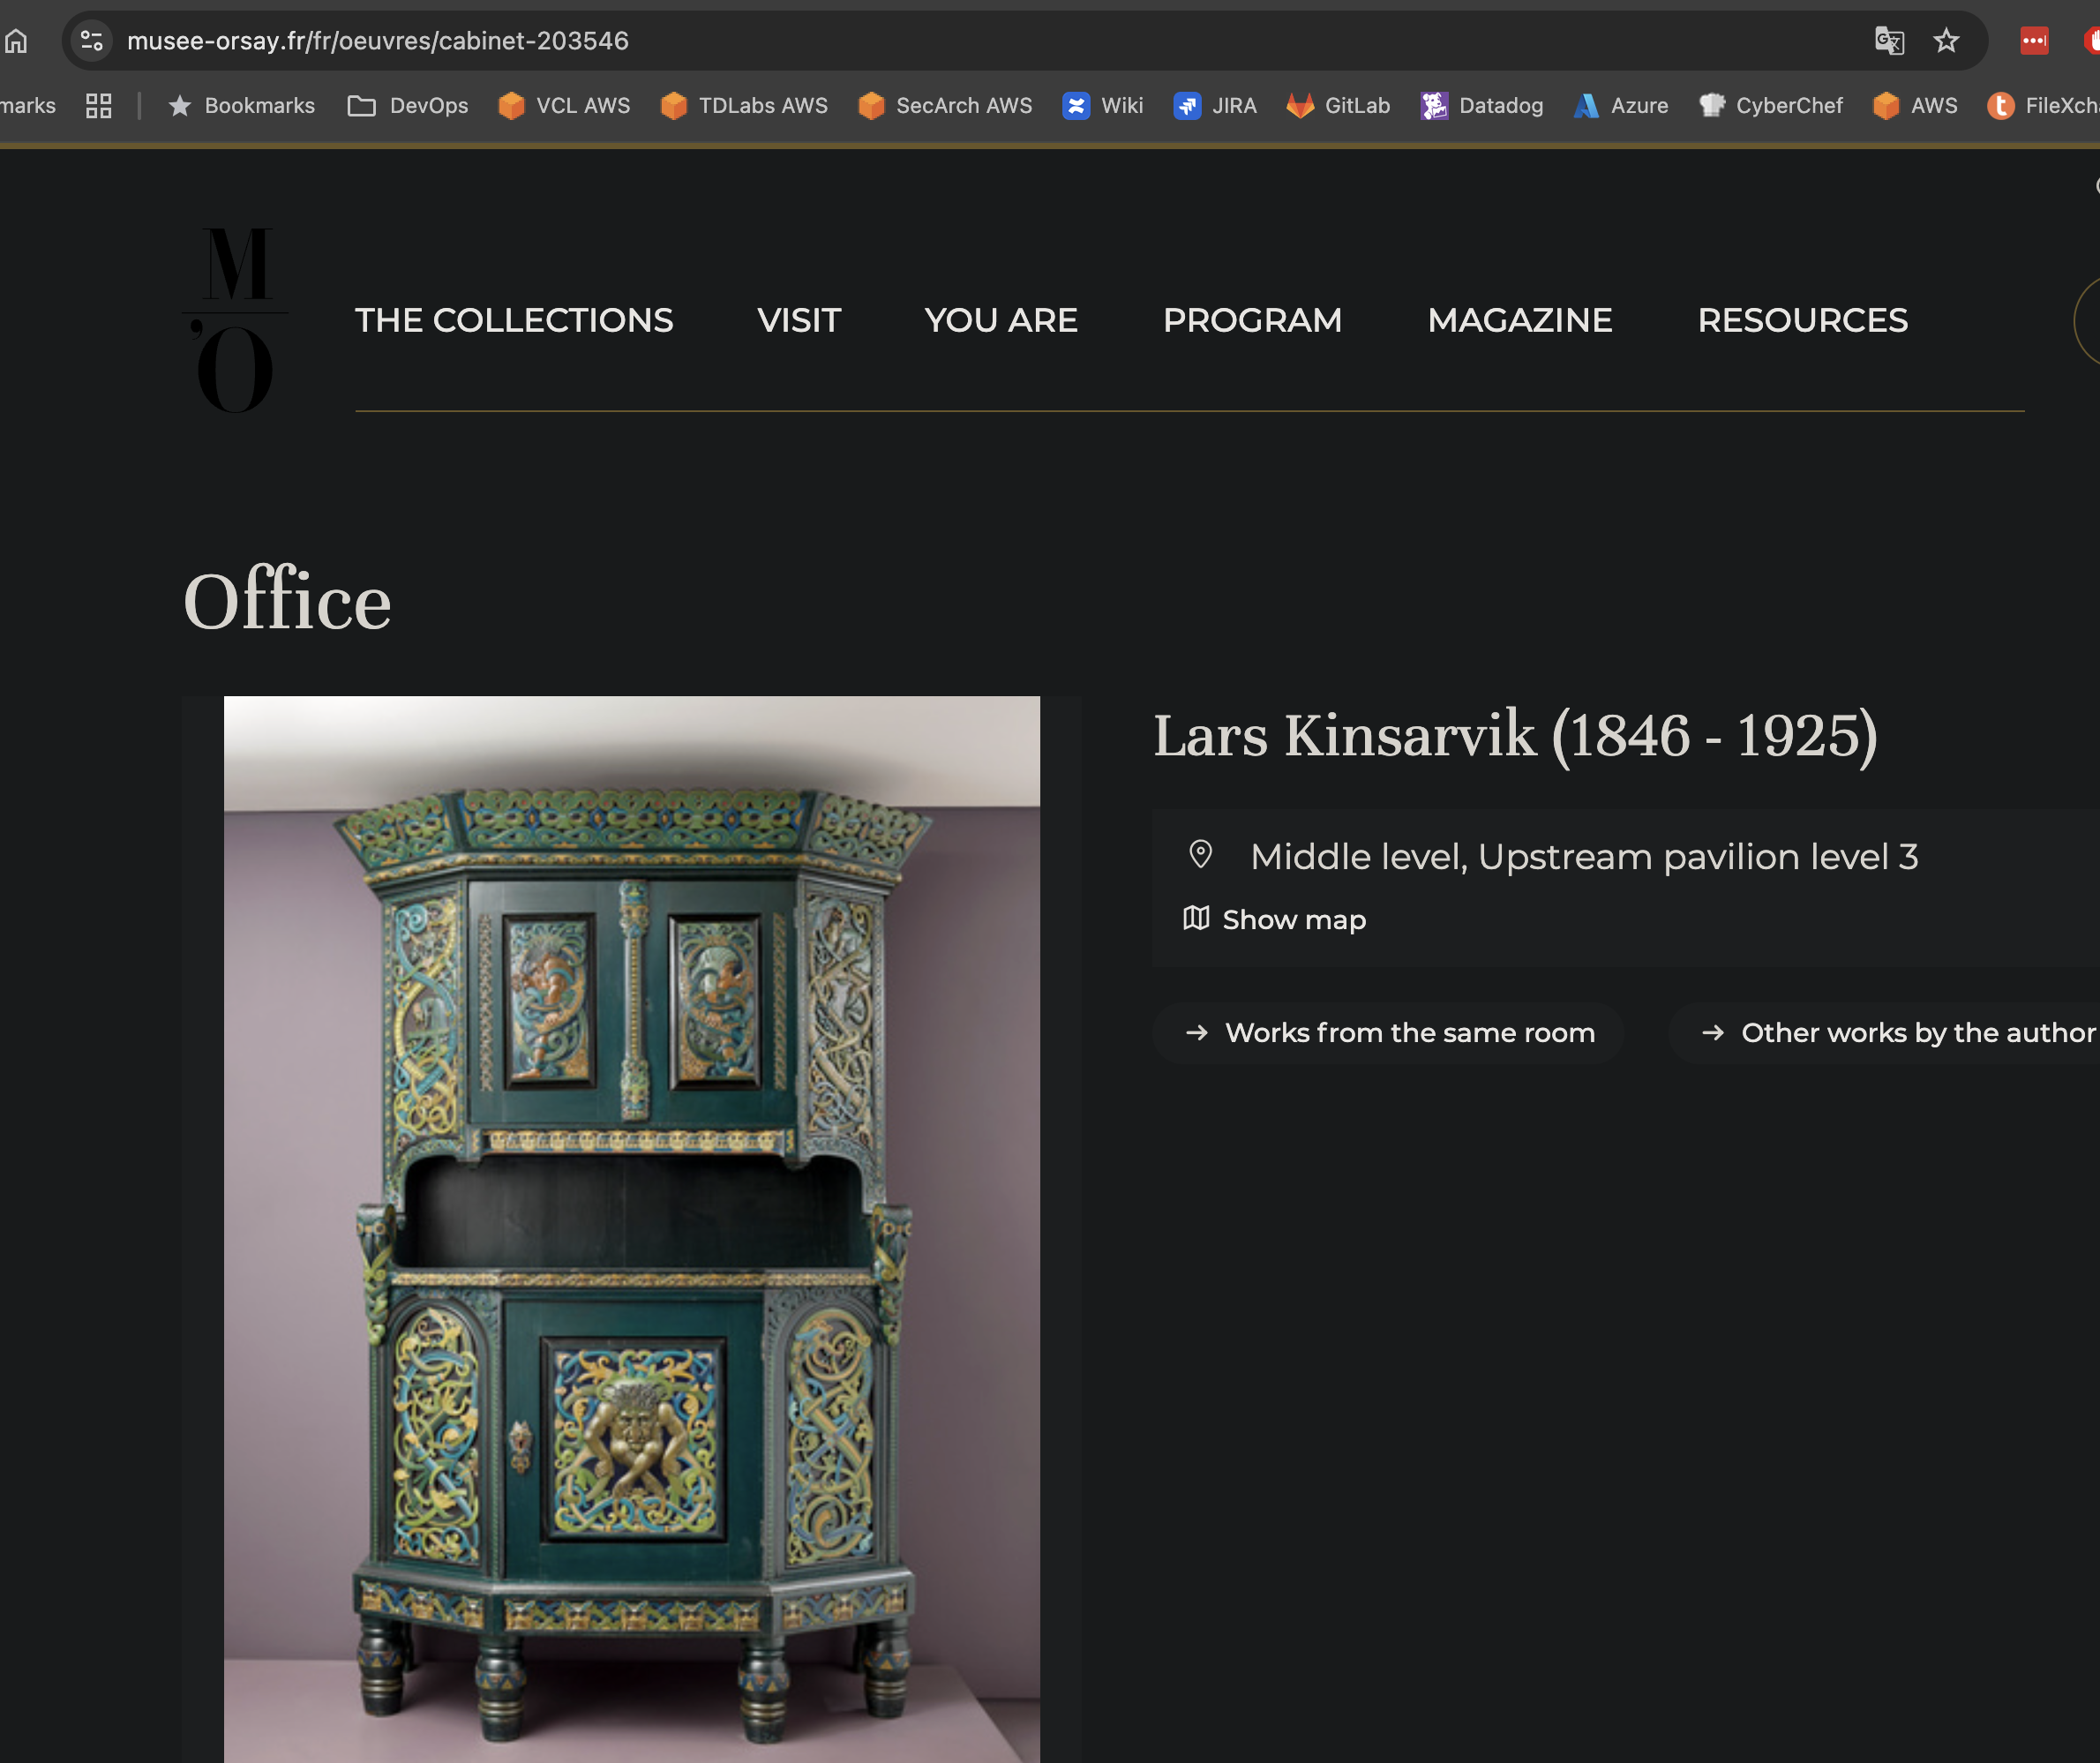 musee-orsay.fr/fr/oeuvres/cabinet-203546
marks Bookmarks DevOps VCL AWS TDLabs AWS SecArch AWS Wiki JIRA GitLab Datadog Azure CyberChef AWS FileXch
M
'O
THE COLLECTIONS VISIT YOU ARE PROGRAM MAGAZINE RESOURCES
Office
Lars Kinsarvik (1846 - 1925)
Middle level, Upstream pavilion level 3
Show map
Works from the same room Other works by the author